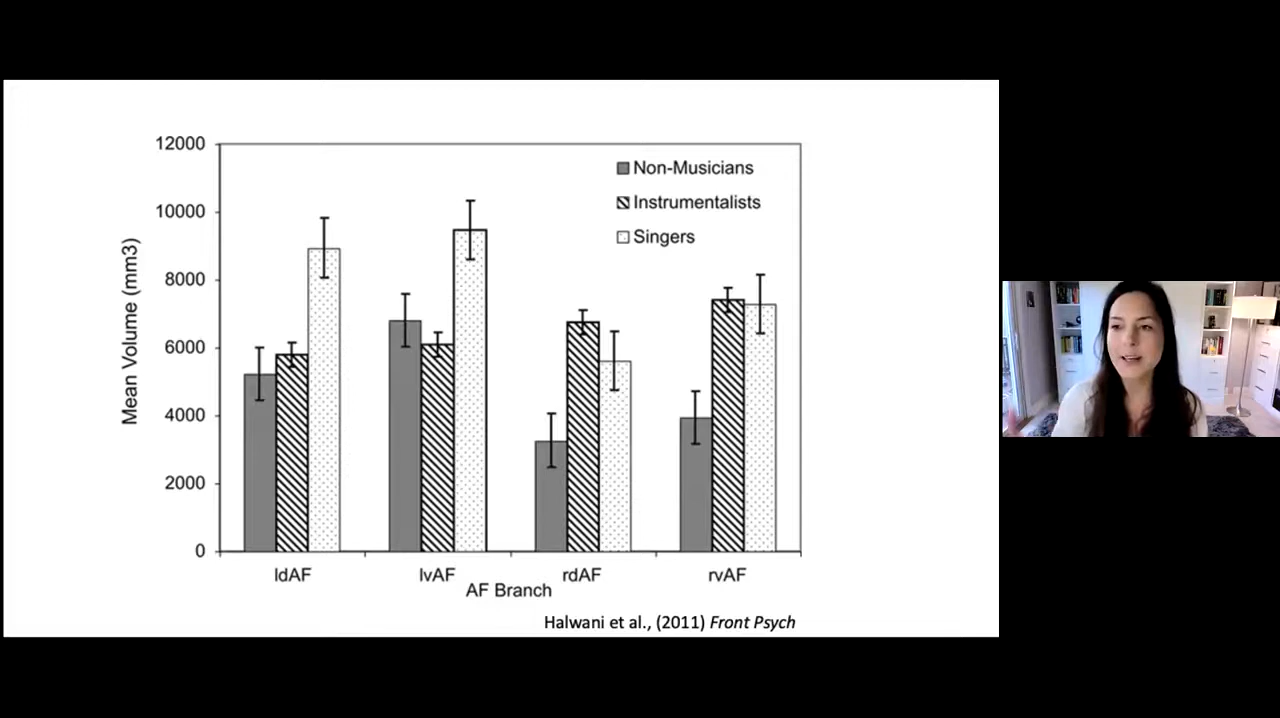 12000
10000
8000
6000
4000
2000
0
Mean Volume (mm3)
Non-Musicians
Instrumentalists
Singers
ldAF
lvAF
rdAF
rvAF
AF Branch
Halwani et al., (2011) Front Psych